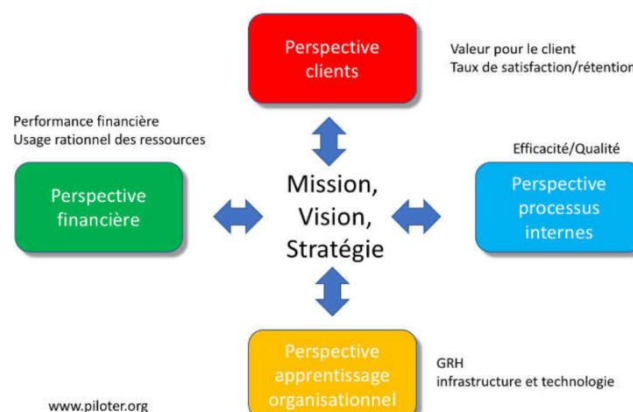 Perspective
clients
Valeur pour le client
Taux de satisfaction/rétention
Performance financière
Usage rationnel des ressources
Perspective
financière
Mission,
Vision,
Stratégie
Efficacité/Qualité
Perspective
processus
internes
Perspective
apprentissage
organisationnel
GRH
infrastructure et technologie
www.piloter.org